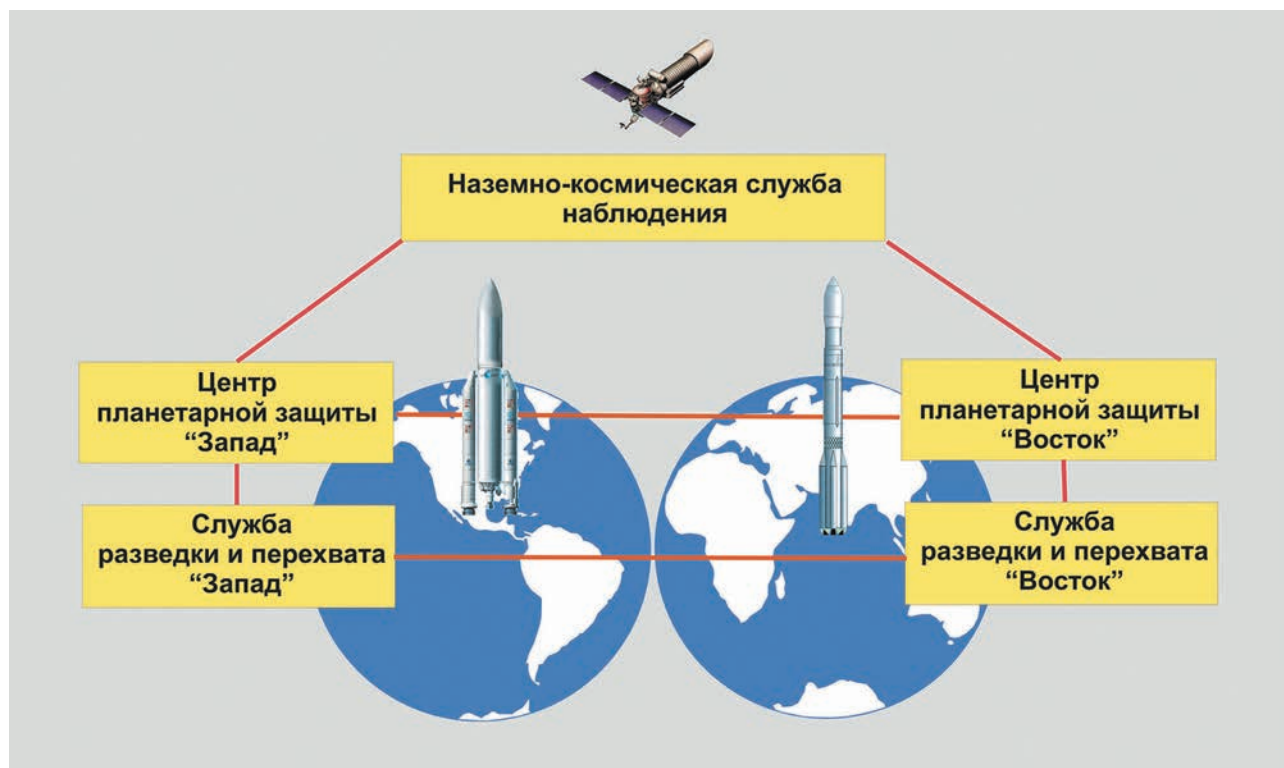 Наземно-космическая служба
наблюдения
Центр
планетарной защиты
“Запад”
Центр
планетарной защиты
“Восток”
Служба
разведки и перехвата
“Запад”
Служба
разведки и перехвата
“Восток”